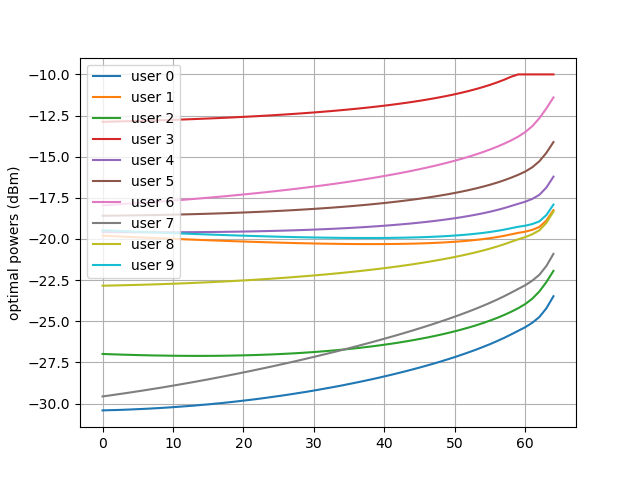 −10.0
−12.5
−15.0
−17.5
−20.0
−22.5
−25.0
−27.5
−30.0
optimal powers (dBm)
user 0
user 1
user 2
user 3
user 4
user 5
user 6
user 7
user 8
user 9
0 10 20 30 40 50 60